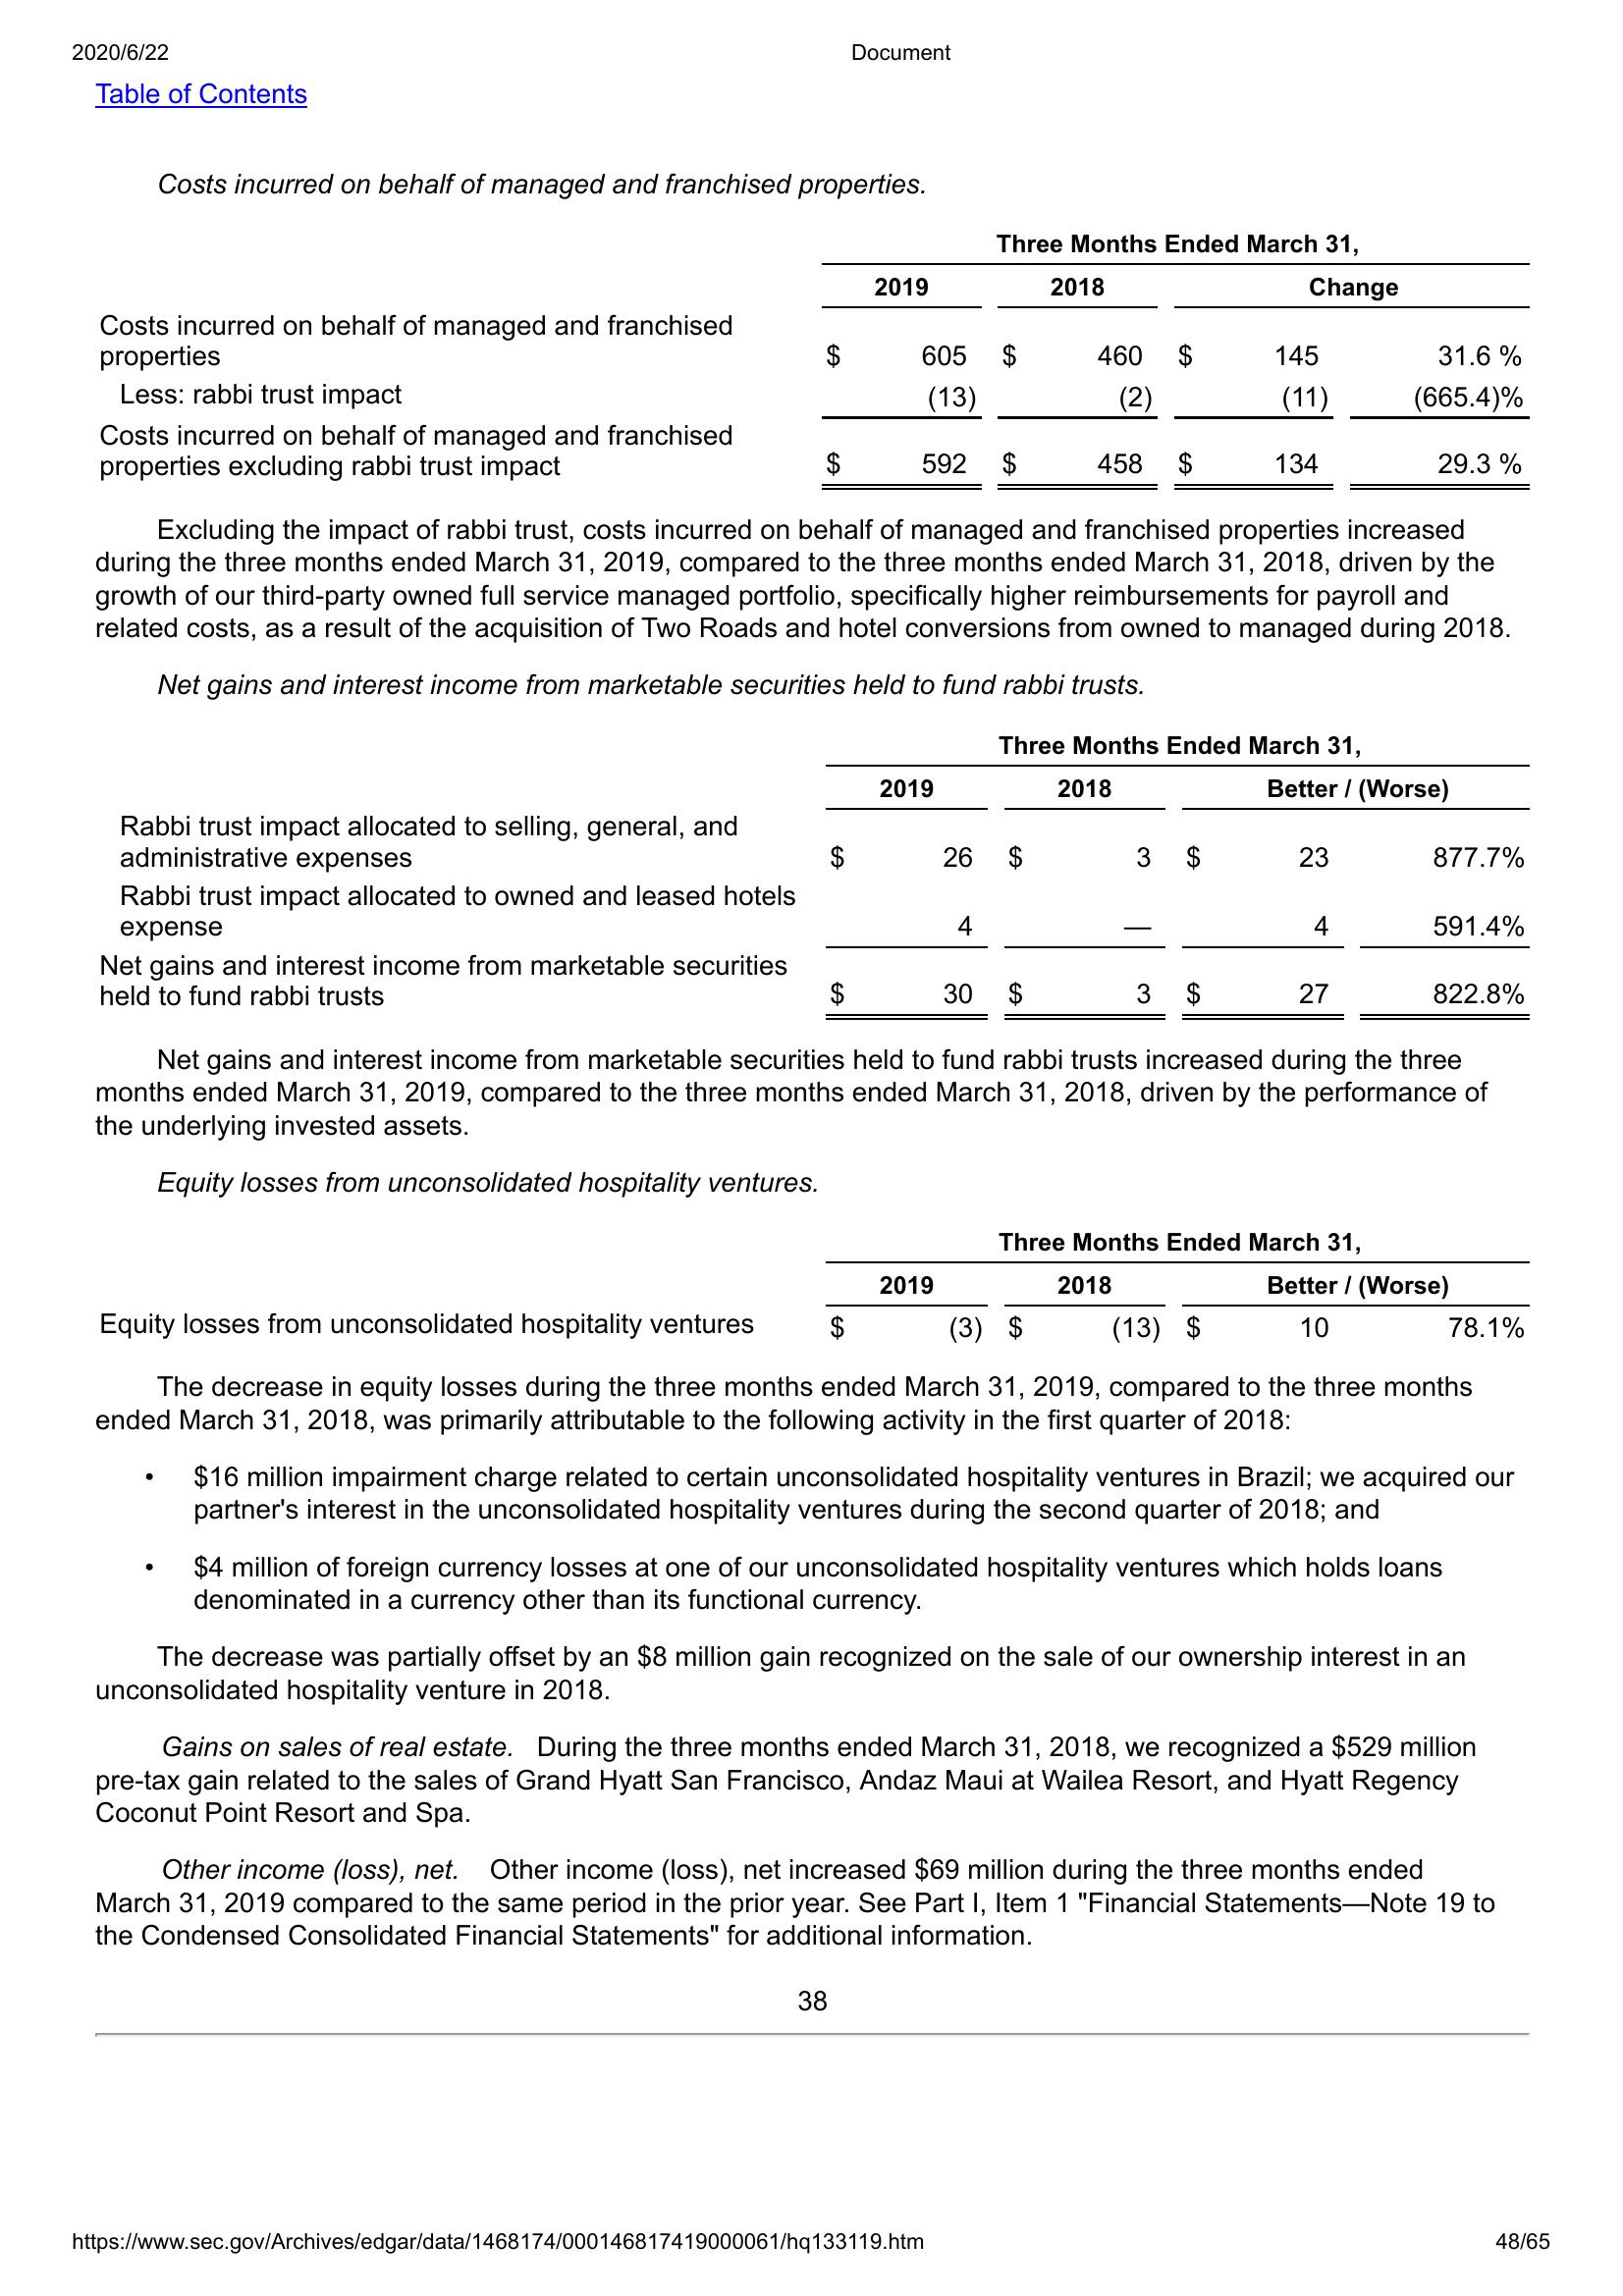 2020/6/22 Document
Table of Contents
Costs incurred on behalf of managed and franchised properties.
Three Months Ended March 31,
2019 2018 Change
Costs incurred on behalf of managed and franchised
properties $ 605 $ 460 $ 145 31.6 %
Less: rabbi trust impact (13) (2) (11) (665.4)%
Costs incurred on behalf of managed and franchised
properties excluding rabbi trust impact $ 592 $ 458 $ 134 29.3 %
Excluding the impact of rabbi trust, costs incurred on behalf of managed and franchised properties increased
during the three months ended March 31, 2019, compared to the three months ended March 31, 2018, driven by the
growth of our third-party owned full service managed portfolio, specifically higher reimbursements for payroll and
related costs, as a result of the acquisition of Two Roads and hotel conversions from owned to managed during 2018.
Net gains and interest income from marketable securities held to fund rabbi trusts.
Three Months Ended March 31,
2019 2018 Better / (Worse)
Rabbi trust impact allocated to selling, general, and
administrative expenses $ 26 $ 3 $ 23 877.7%
Rabbi trust impact allocated to owned and leased hotels
expense 4 — 4 591.4%
Net gains and interest income from marketable securities
held to fund rabbi trusts $ 30 $ 3 $ 27 822.8%
Net gains and interest income from marketable securities held to fund rabbi trusts increased during the three
months ended March 31, 2019, compared to the three months ended March 31, 2018, driven by the performance of
the underlying invested assets.
Equity losses from unconsolidated hospitality ventures.
Three Months Ended March 31,
2019 2018 Better / (Worse)
Equity losses from unconsolidated hospitality ventures $ (3) $ (13) $ 10 78.1%
The decrease in equity losses during the three months ended March 31, 2019, compared to the three months
ended March 31, 2018, was primarily attributable to the following activity in the first quarter of 2018:
• $16 million impairment charge related to certain unconsolidated hospitality ventures in Brazil; we acquired our
partner's interest in the unconsolidated hospitality ventures during the second quarter of 2018; and
• $4 million of foreign currency losses at one of our unconsolidated hospitality ventures which holds loans
denominated in a currency other than its functional currency.
The decrease was partially offset by an $8 million gain recognized on the sale of our ownership interest in an
unconsolidated hospitality venture in 2018.
Gains on sales of real estate. During the three months ended March 31, 2018, we recognized a $529 million
pre-tax gain related to the sales of Grand Hyatt San Francisco, Andaz Maui at Wailea Resort, and Hyatt Regency
Coconut Point Resort and Spa.
Other income (loss), net. Other income (loss), net increased $69 million during the three months ended
March 31, 2019 compared to the same period in the prior year. See Part I, Item 1 "Financial Statements—Note 19 to
the Condensed Consolidated Financial Statements" for additional information.
38
https://www.sec.gov/Archives/edgar/data/1468174/000146817419000061/hq133119.htm 48/65